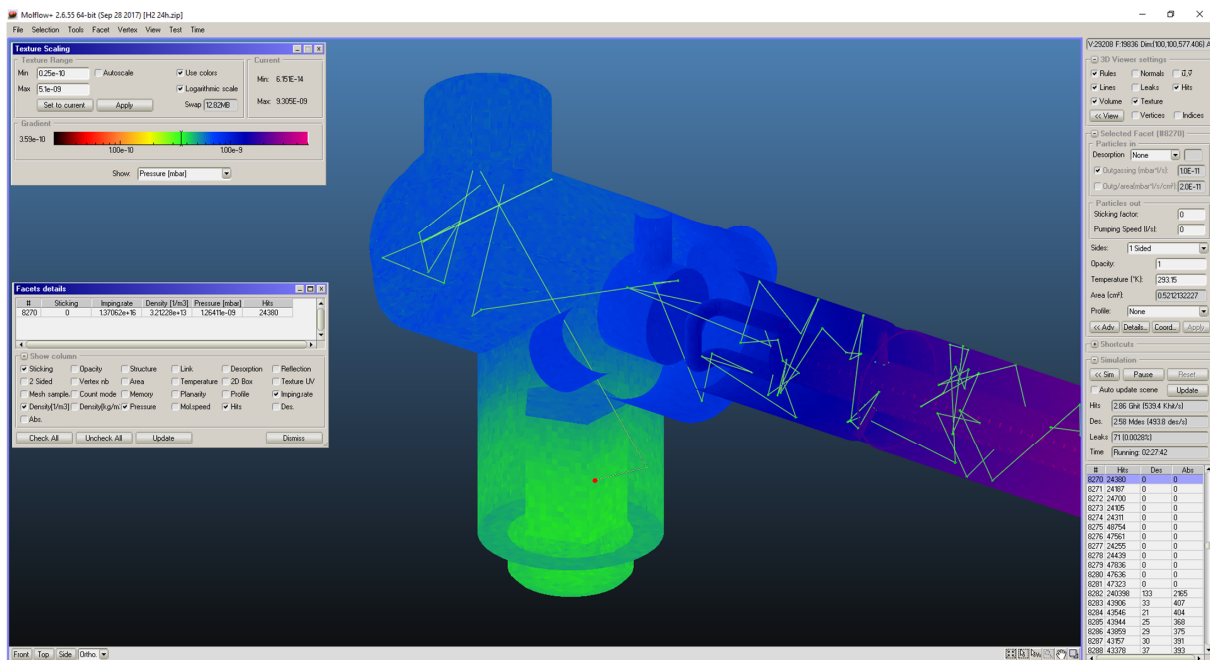 Molflow+ 2.6.55 64-bit (Sep 28 2017) [H2 24h.zip]
File Selection Tools Facet Vertex View Test Time
Texture Scaling
Texture Range
Min 0.25e-10 Autoscale Use colors
Max 5.1e-09 Logarithmic scale
Set to current Apply Swap 12.82MB
Current
Min: 6.151E-14
Max: 9.305E-09
Gradient
3.59e-10
1.00e-10 1.00e-9
Show: Pressure [mbar]
Facets details
# Sticking Imping.rate Density [1/m3] Pressure [mbar] Hits
8270 0 1.37062e+16 3.21228e+13 1.26411e-09 24380
Show column
Sticking Opacity Structure Link Desorption Reflection
2 Sided Vertex nb Area Temperature 2D Box Texture UV
Mesh sample. Count mode Memory Planarity Profile Imping.rate
Density[1/m3] Density[kg/m Pressure Mol.speed Hits Des.
Abs.
Check All Uncheck All Update Dismiss
V:29208 F:19836 Dim(100,100,577.406) A
3D Viewer settings
Rules Normals
Lines Leaks Hits
Volume Texture
<< View Vertices Indices
Selected Facet (#8270)
Particles in
Desorption None
Outgassing (mbar*l/s): 1.0E-11
Outg/area(mbar*l/s/cm²): 2.0E-11
Particles out
Sticking factor: 0
Pumping Speed (l/s): 0
Sides: 1 Sided
Opacity: 1
Temperature (°K): 293.15
Area (cm²): 0.5212132227
Profile: None
<< Adv Details... Coord... Apply
Shortcuts
Simulation
<< Sim Pause Reset
Auto update scene Update
Hits 2.86 Ghit (539.4 Khit/s)
Des. 2.58 Mdes (493.8 des/s)
Leaks 71 (0.0028%)
Time Running: 02:27:42
# Hits Des Abs
8270 24380 0 0
8271 24187 0 0
8272 24700 0 0
8273 24105 0 0
8274 24311 0 0
8275 48754 0 0
8276 47561 0 0
8277 24255 0 0
8278 24439 0 0
8279 47836 0 0
8280 47636 0 0
8281 47323 0 0
8282 240398 133 2165
8283 43906 33 407
8284 43546 21 404
8285 43944 25 368
8286 43859 29 375
8287 43157 30 391
8288 43378 37 393
Front Top Side Ortho.